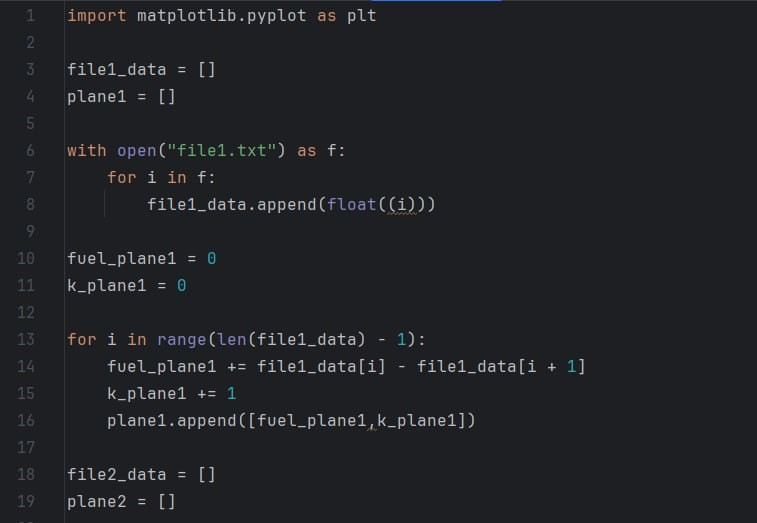 1 import matplotlib.pyplot as plt
2
3 file1_data = []
4 plane1 = []
5
6 with open("file1.txt") as f:
7     for i in f:
8         file1_data.append(float((i)))
9
10 fuel_plane1 = 0
11 k_plane1 = 0
12
13 for i in range(len(file1_data) - 1):
14     fuel_plane1 += file1_data[i] - file1_data[i + 1]
15     k_plane1 += 1
16     plane1.append([fuel_plane1,k_plane1])
17
18 file2_data = []
19 plane2 = []